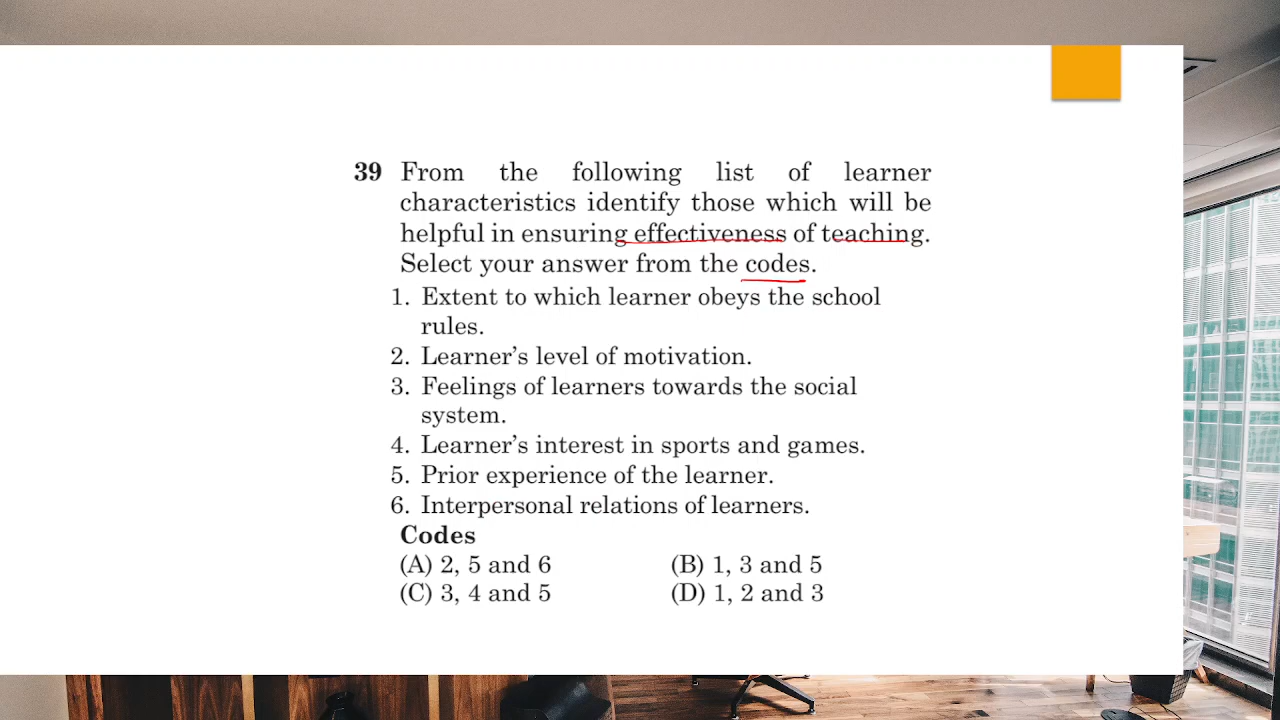 39 From the following list of learner
characteristics identify those which will be
helpful in ensuring effectiveness of teaching.
Select your answer from the codes.
1. Extent to which learner obeys the school
rules.
2. Learner's level of motivation.
3. Feelings of learners towards the social
system.
4. Learner's interest in sports and games.
5. Prior experience of the learner.
6. Interpersonal relations of learners.
Codes
(A) 2, 5 and 6 (B) 1, 3 and 5
(C) 3, 4 and 5 (D) 1, 2 and 3